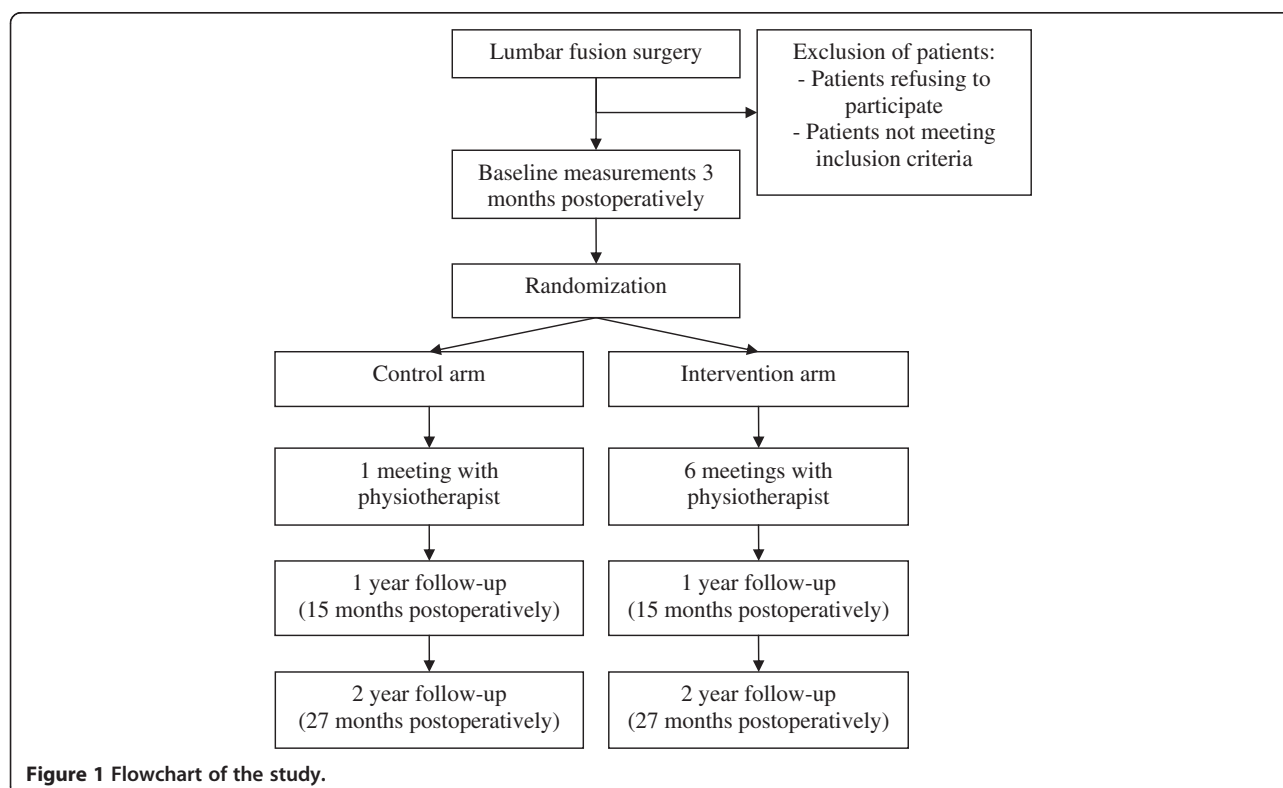 Lumbar fusion surgery
Exclusion of patients:
- Patients refusing to
participate
- Patients not meeting
inclusion criteria
Baseline measurements 3
months postoperatively
Randomization
Control arm
Intervention arm
1 meeting with
physiotherapist
6 meetings with
physiotherapist
1 year follow-up
(15 months postoperatively)
1 year follow-up
(15 months postoperatively)
2 year follow-up
(27 months postoperatively)
2 year follow-up
(27 months postoperatively)
Figure 1 Flowchart of the study.